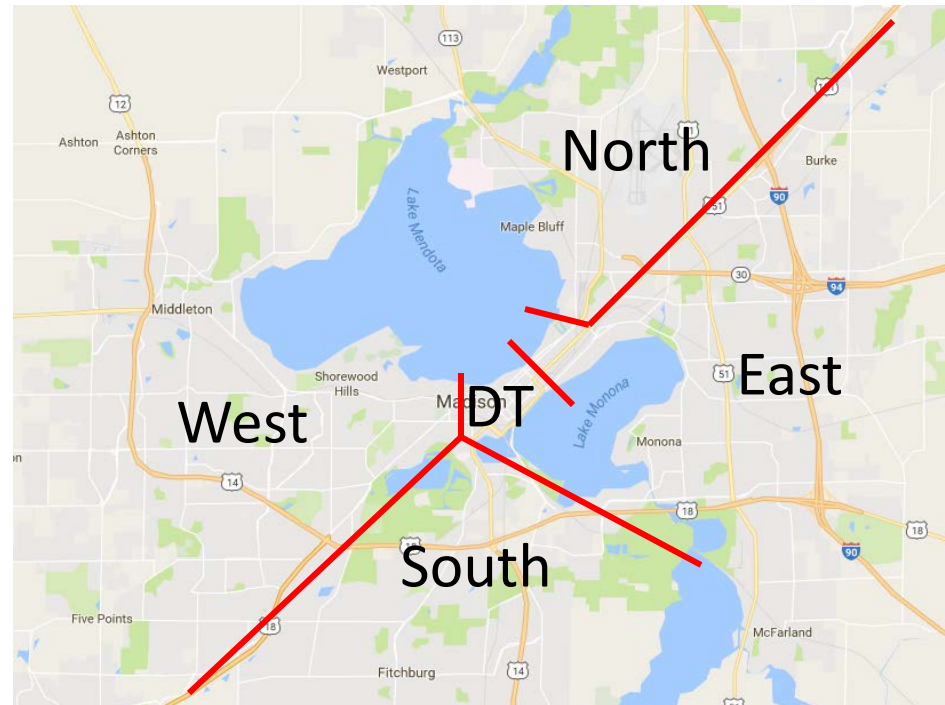 113
Westport
12
Ashton
Ashton
Corners
North
Burke
51
90
Lake Mendota
Maple Bluff
30
94
Middleton
Shorewood
Hills
51
East
West
Madison
DT
Lake Monona
Monona
14
18
18
90
South
Five Points
18
McFarland
Fitchburg
14